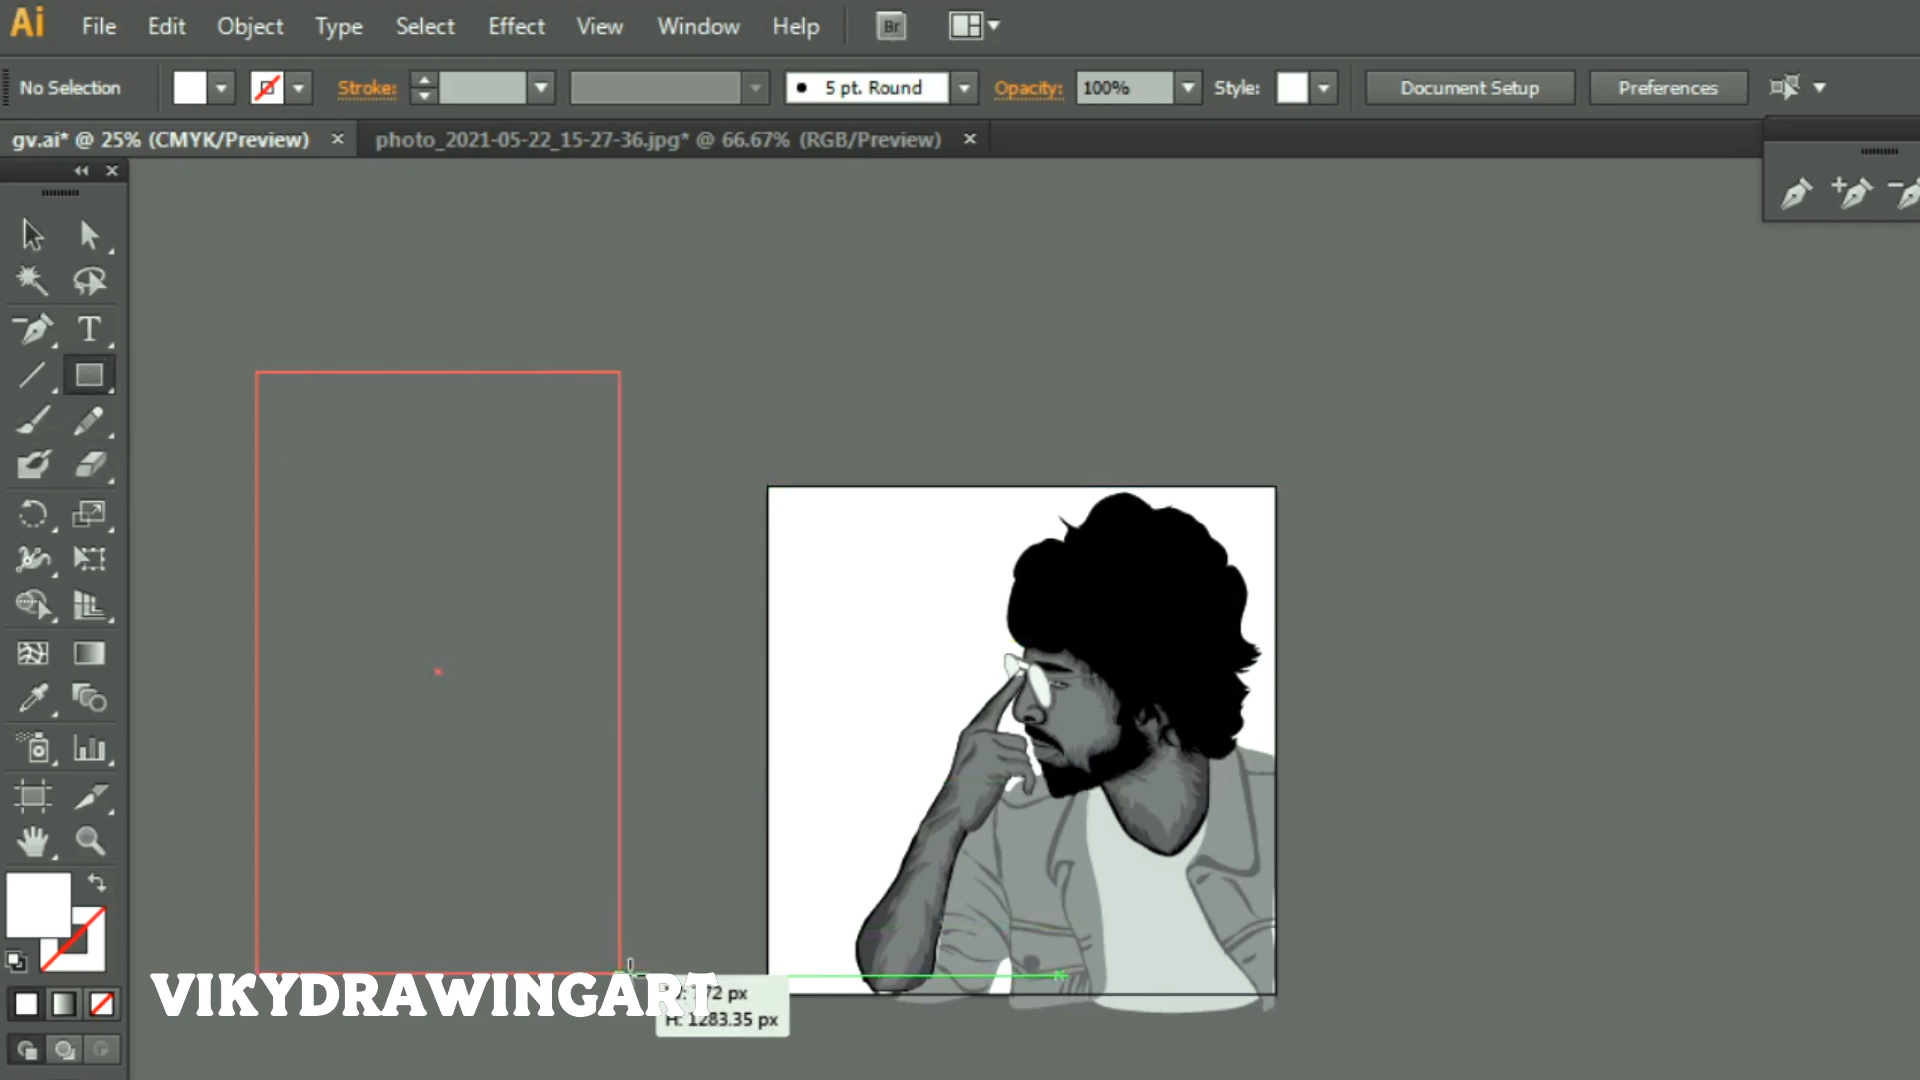 Ai File Edit Object Type Select Effect View Window Help Br
No Selection Stroke: 5 pt. Round Opacity: 100% Style: Document Setup Preferences
gv.ai* @ 25% (CMYK/Preview) × photo_2021-05-22_15-27-36.jpg* @ 66.67% (RGB/Preview) ×
T
VIKYDRAWINGART
px
H: 1283.35 px